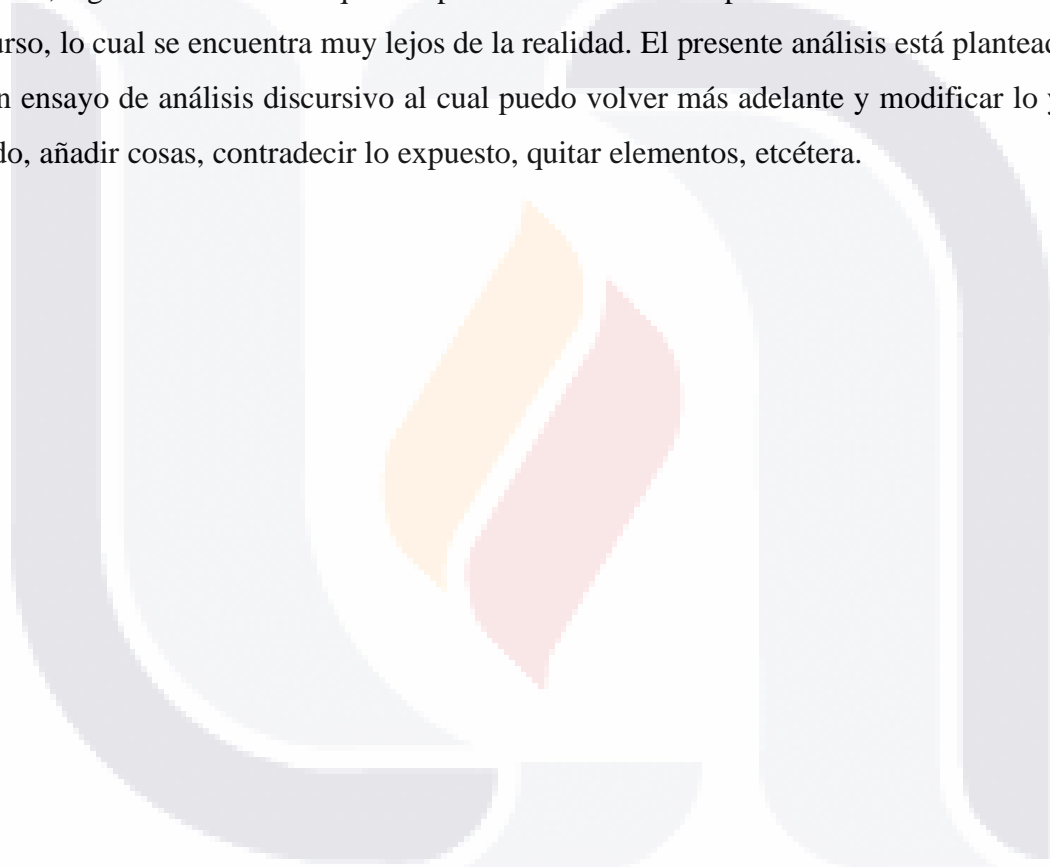 urso, lo cual se encuentra muy lejos de la realidad. El presente análisis está plantead
n ensayo de análisis discursivo al cual puedo volver más adelante y modificar lo y
do, añadir cosas, contradecir lo expuesto, quitar elementos, etcétera.